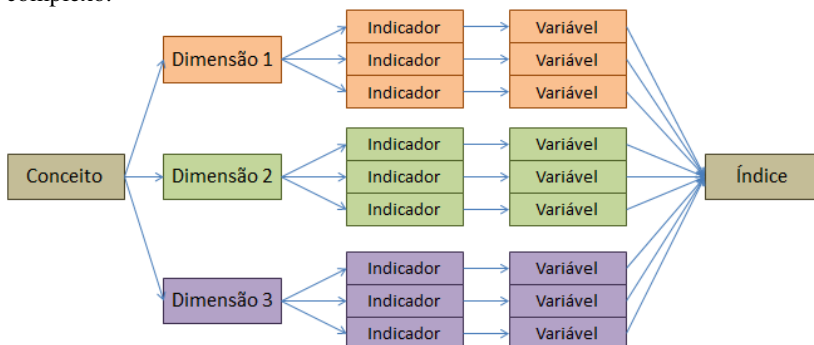 complexo.
Indicador Variável
Dimensão 1 Indicador Variável
Indicador Variável
Indicador Variável
Conceito Dimensão 2 Indicador Variável Índice
Indicador Variável
Indicador Variável
Dimensão 3 Indicador Variável
Indicador Variável